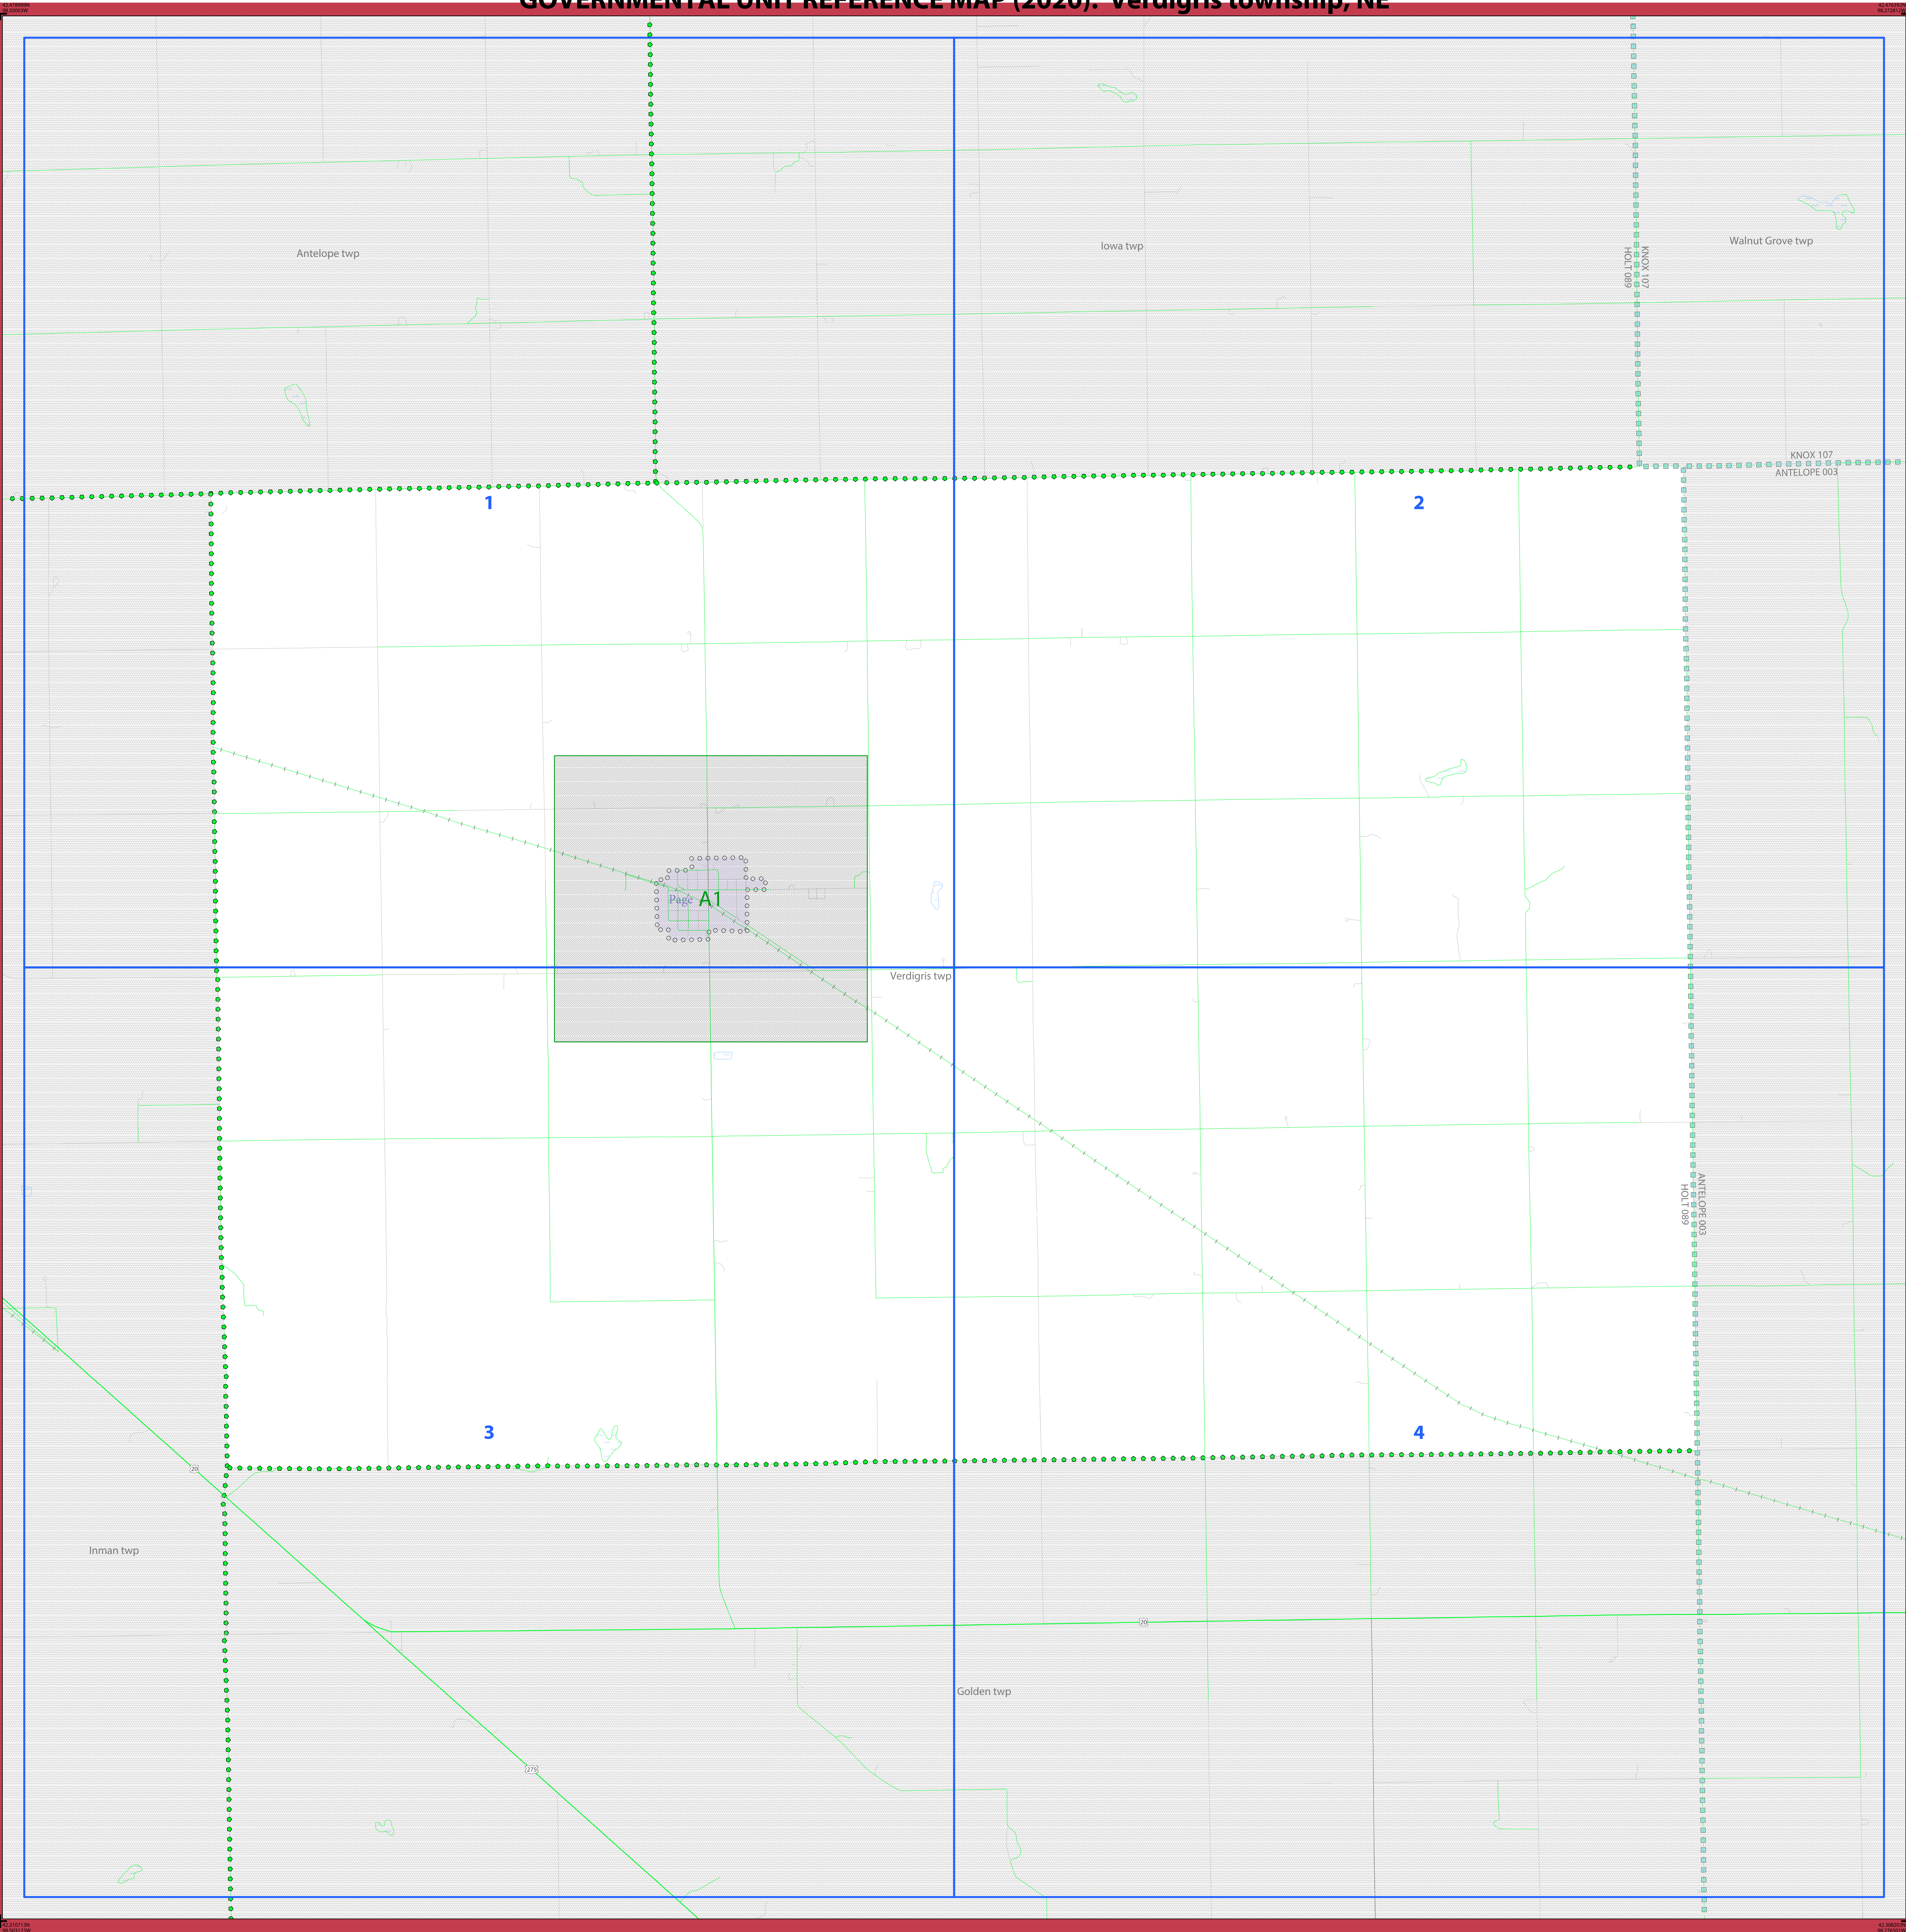 GOVERNMENTAL UNIT REFERENCE MAP (2020): Verdigris township, NE
Antelope twp
Iowa twp
Walnut Grove twp
KNOX 107
HOLT 089
KNOX 107
ANTELOPE 003
1
2
Page
A1
Verdigris twp
ANTELOPE 003
HOLT 089
3
4
20
Inman twp
20
Golden twp
275